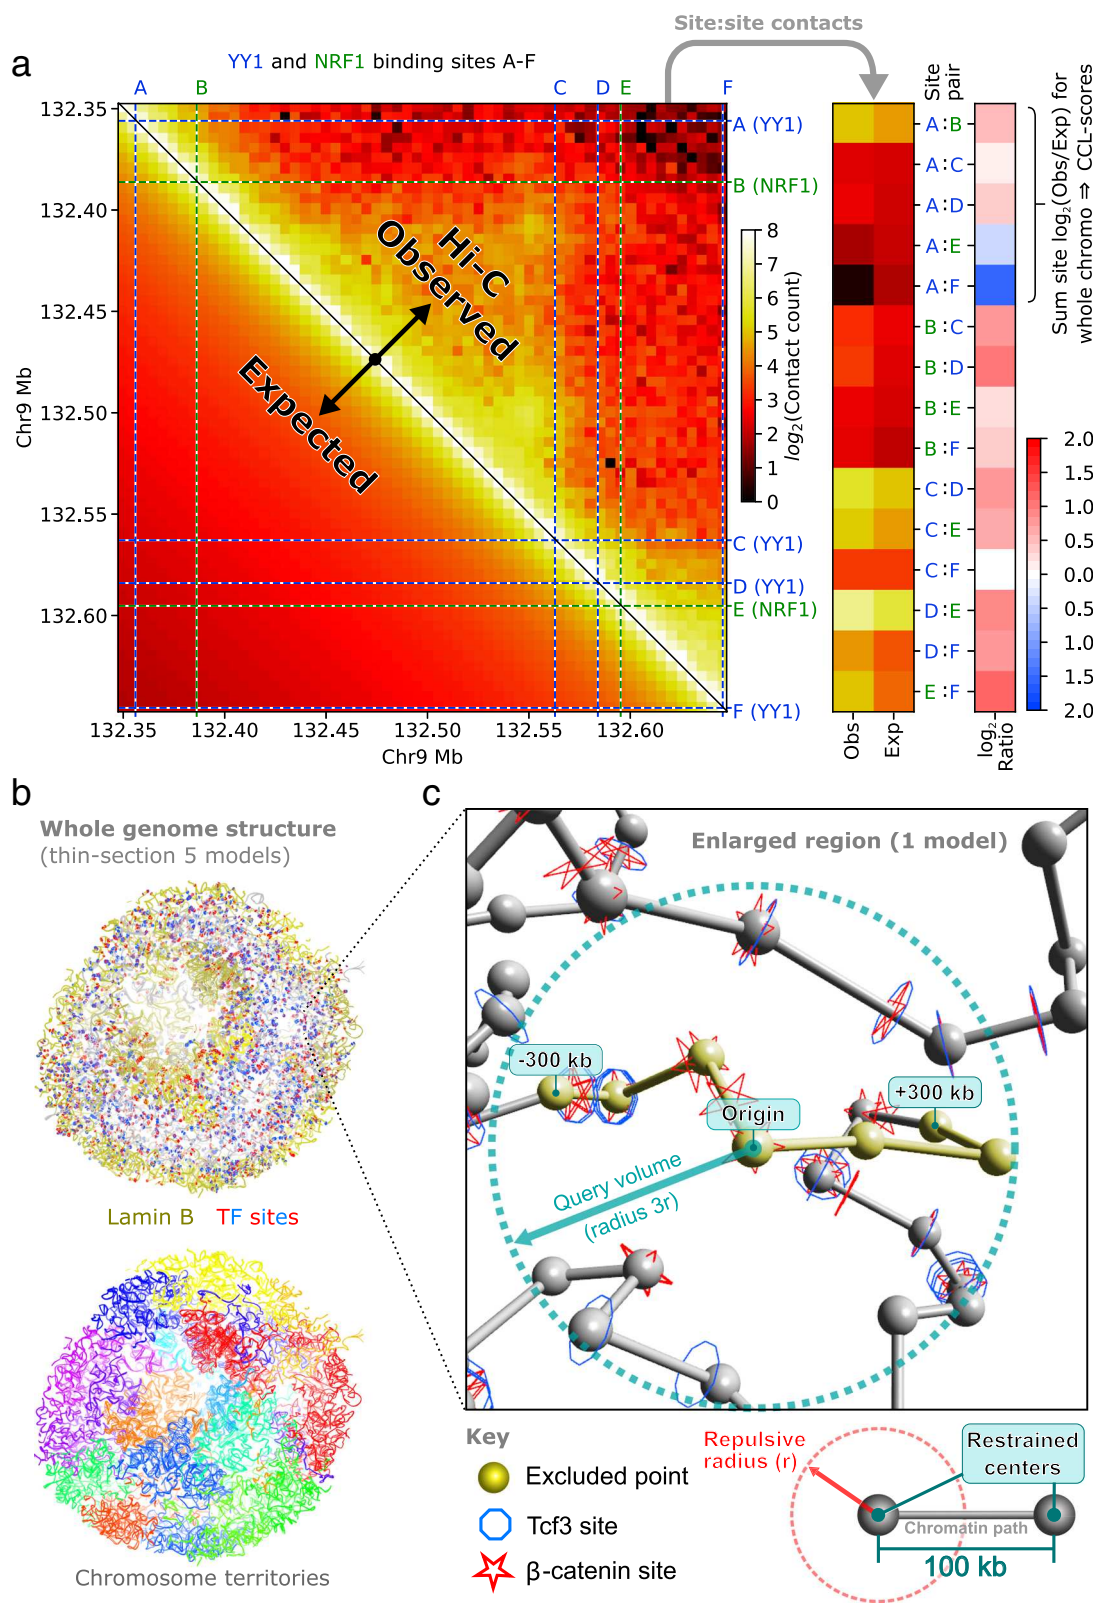 Site:site contacts
a
YY1 and NRF1 binding sites A-F
A
B
C
D
E
F
132.35
132.40
132.45
132.50
132.55
132.60
Chr9 Mb
A (YY1)
B (NRF1)
C (YY1)
D (YY1)
E (NRF1)
F (YY1)
Hi-C
Observed
Expected
8
7
6
5
4
3
2
1
0
log2(Contact count)
132.35
132.40
132.45
132.50
132.55
132.60
Chr9 Mb
Site
pair
A:B
A:C
A:D
A:E
A:F
B:C
B:D
B:E
B:F
C:D
C:E
C:F
D:E
D:F
E:F
Obs
Exp
log2
Ratio
Sum site log2(Obs/Exp) for
whole chromo ⇒ CCL-scores
2.0
1.5
1.0
0.5
0.0
0.5
1.0
1.5
2.0
b
Whole genome structure
(thin-section 5 models)
Lamin B TF sites
Chromosome territories
c
Enlarged region (1 model)
-300 kb
Origin
+300 kb
Query volume
(radius 3r)
Key
Excluded point
Tcf3 site
β-catenin site
Repulsive
radius (r)
Restrained
centers
Chromatin path
100 kb